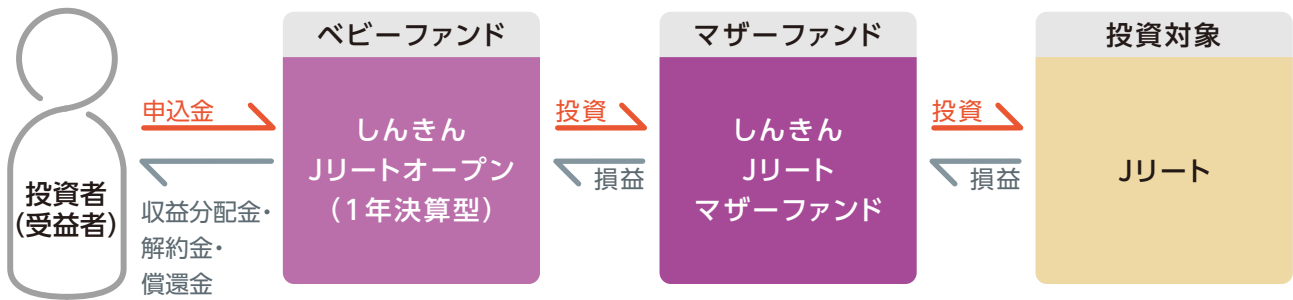 投資者
(受益者)
申込金
収益分配金・
解約金・
償還金
ベビーファンド
しんきん
Jリートオープン
(1年決算型)
投資
損益
マザーファンド
しんきん
Jリート
マザーファンド
投資
損益
投資対象
Jリート